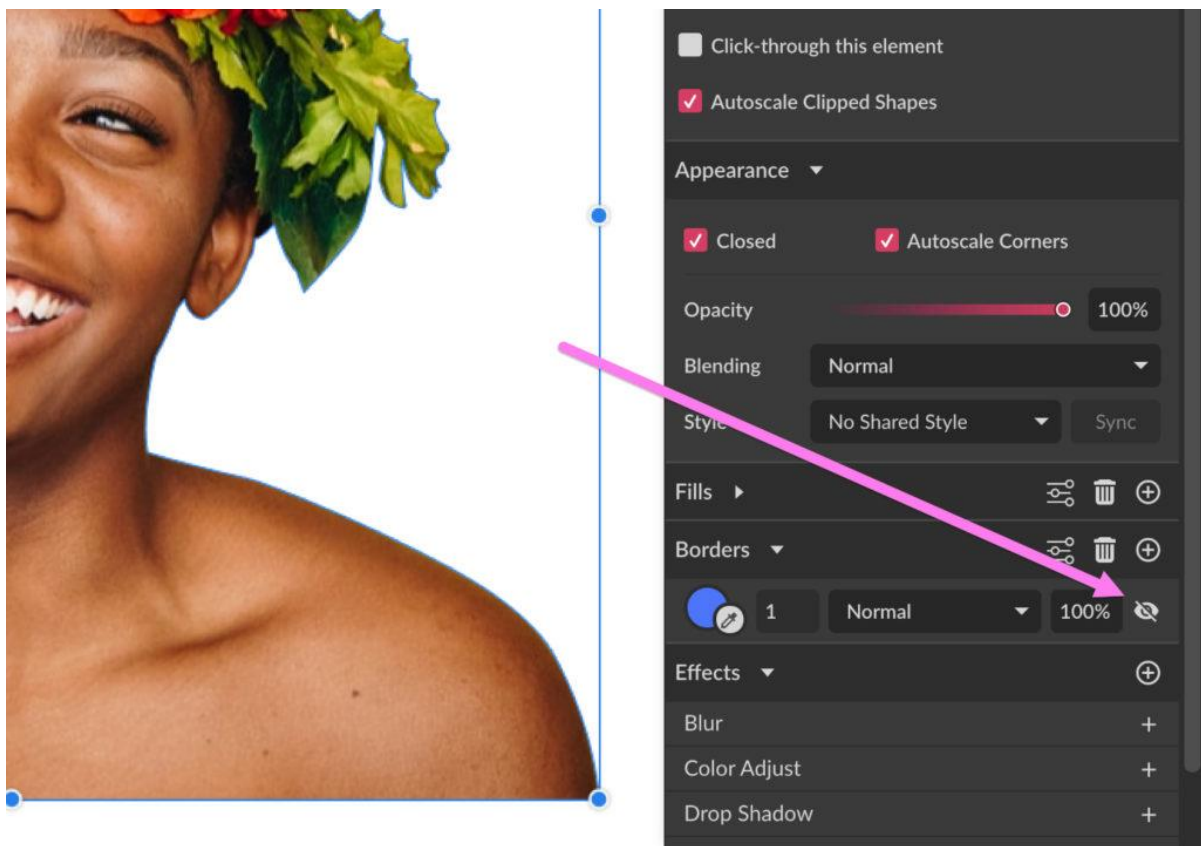 Click-through this element
Autoscale Clipped Shapes
Appearance
Closed Autoscale Corners
Opacity 100%
Blending Normal
Style No Shared Style Sync
Fills
Borders
1 Normal 100%
Effects
Blur
Color Adjust
Drop Shadow